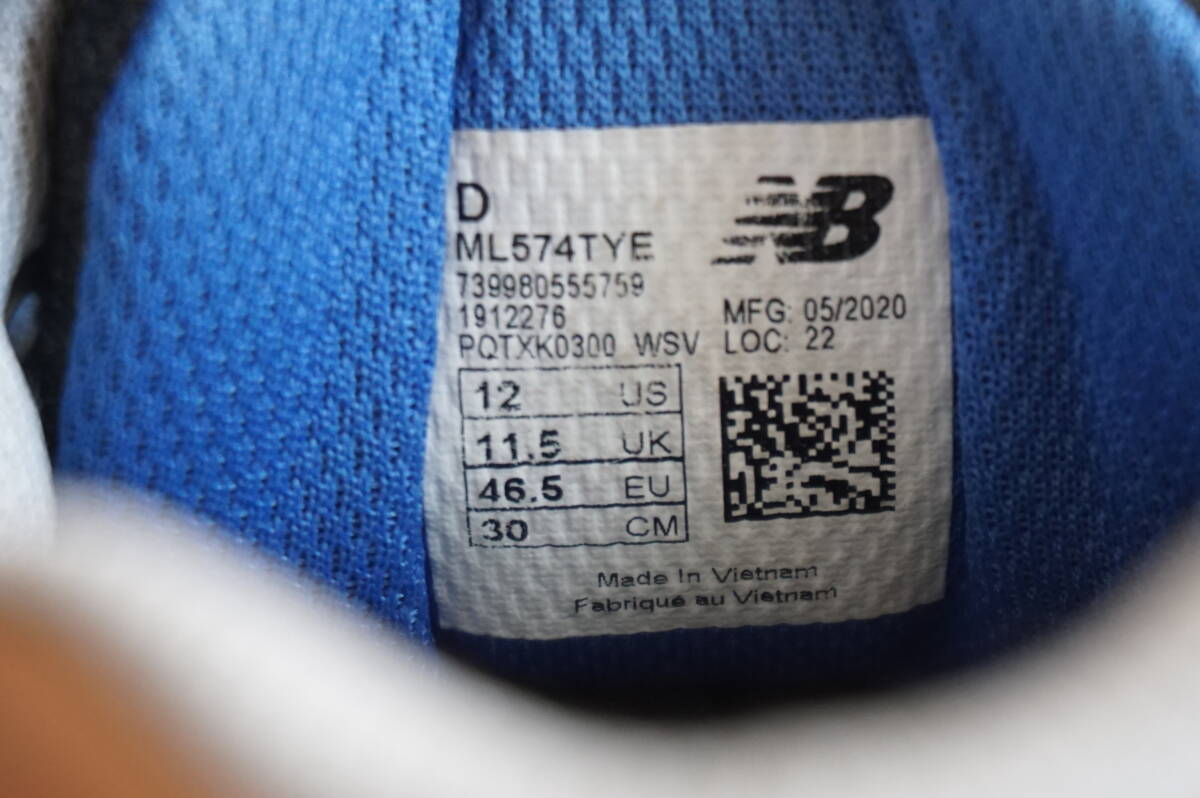 D
NB
ML574TYE
739980555759
1912276
PQTXK0300 WSV
MFG: 05/2020
LOC: 22
12 US
11.5 UK
46.5 EU
30 CM
Made In Vietnam
Fabriqué au Vietnam